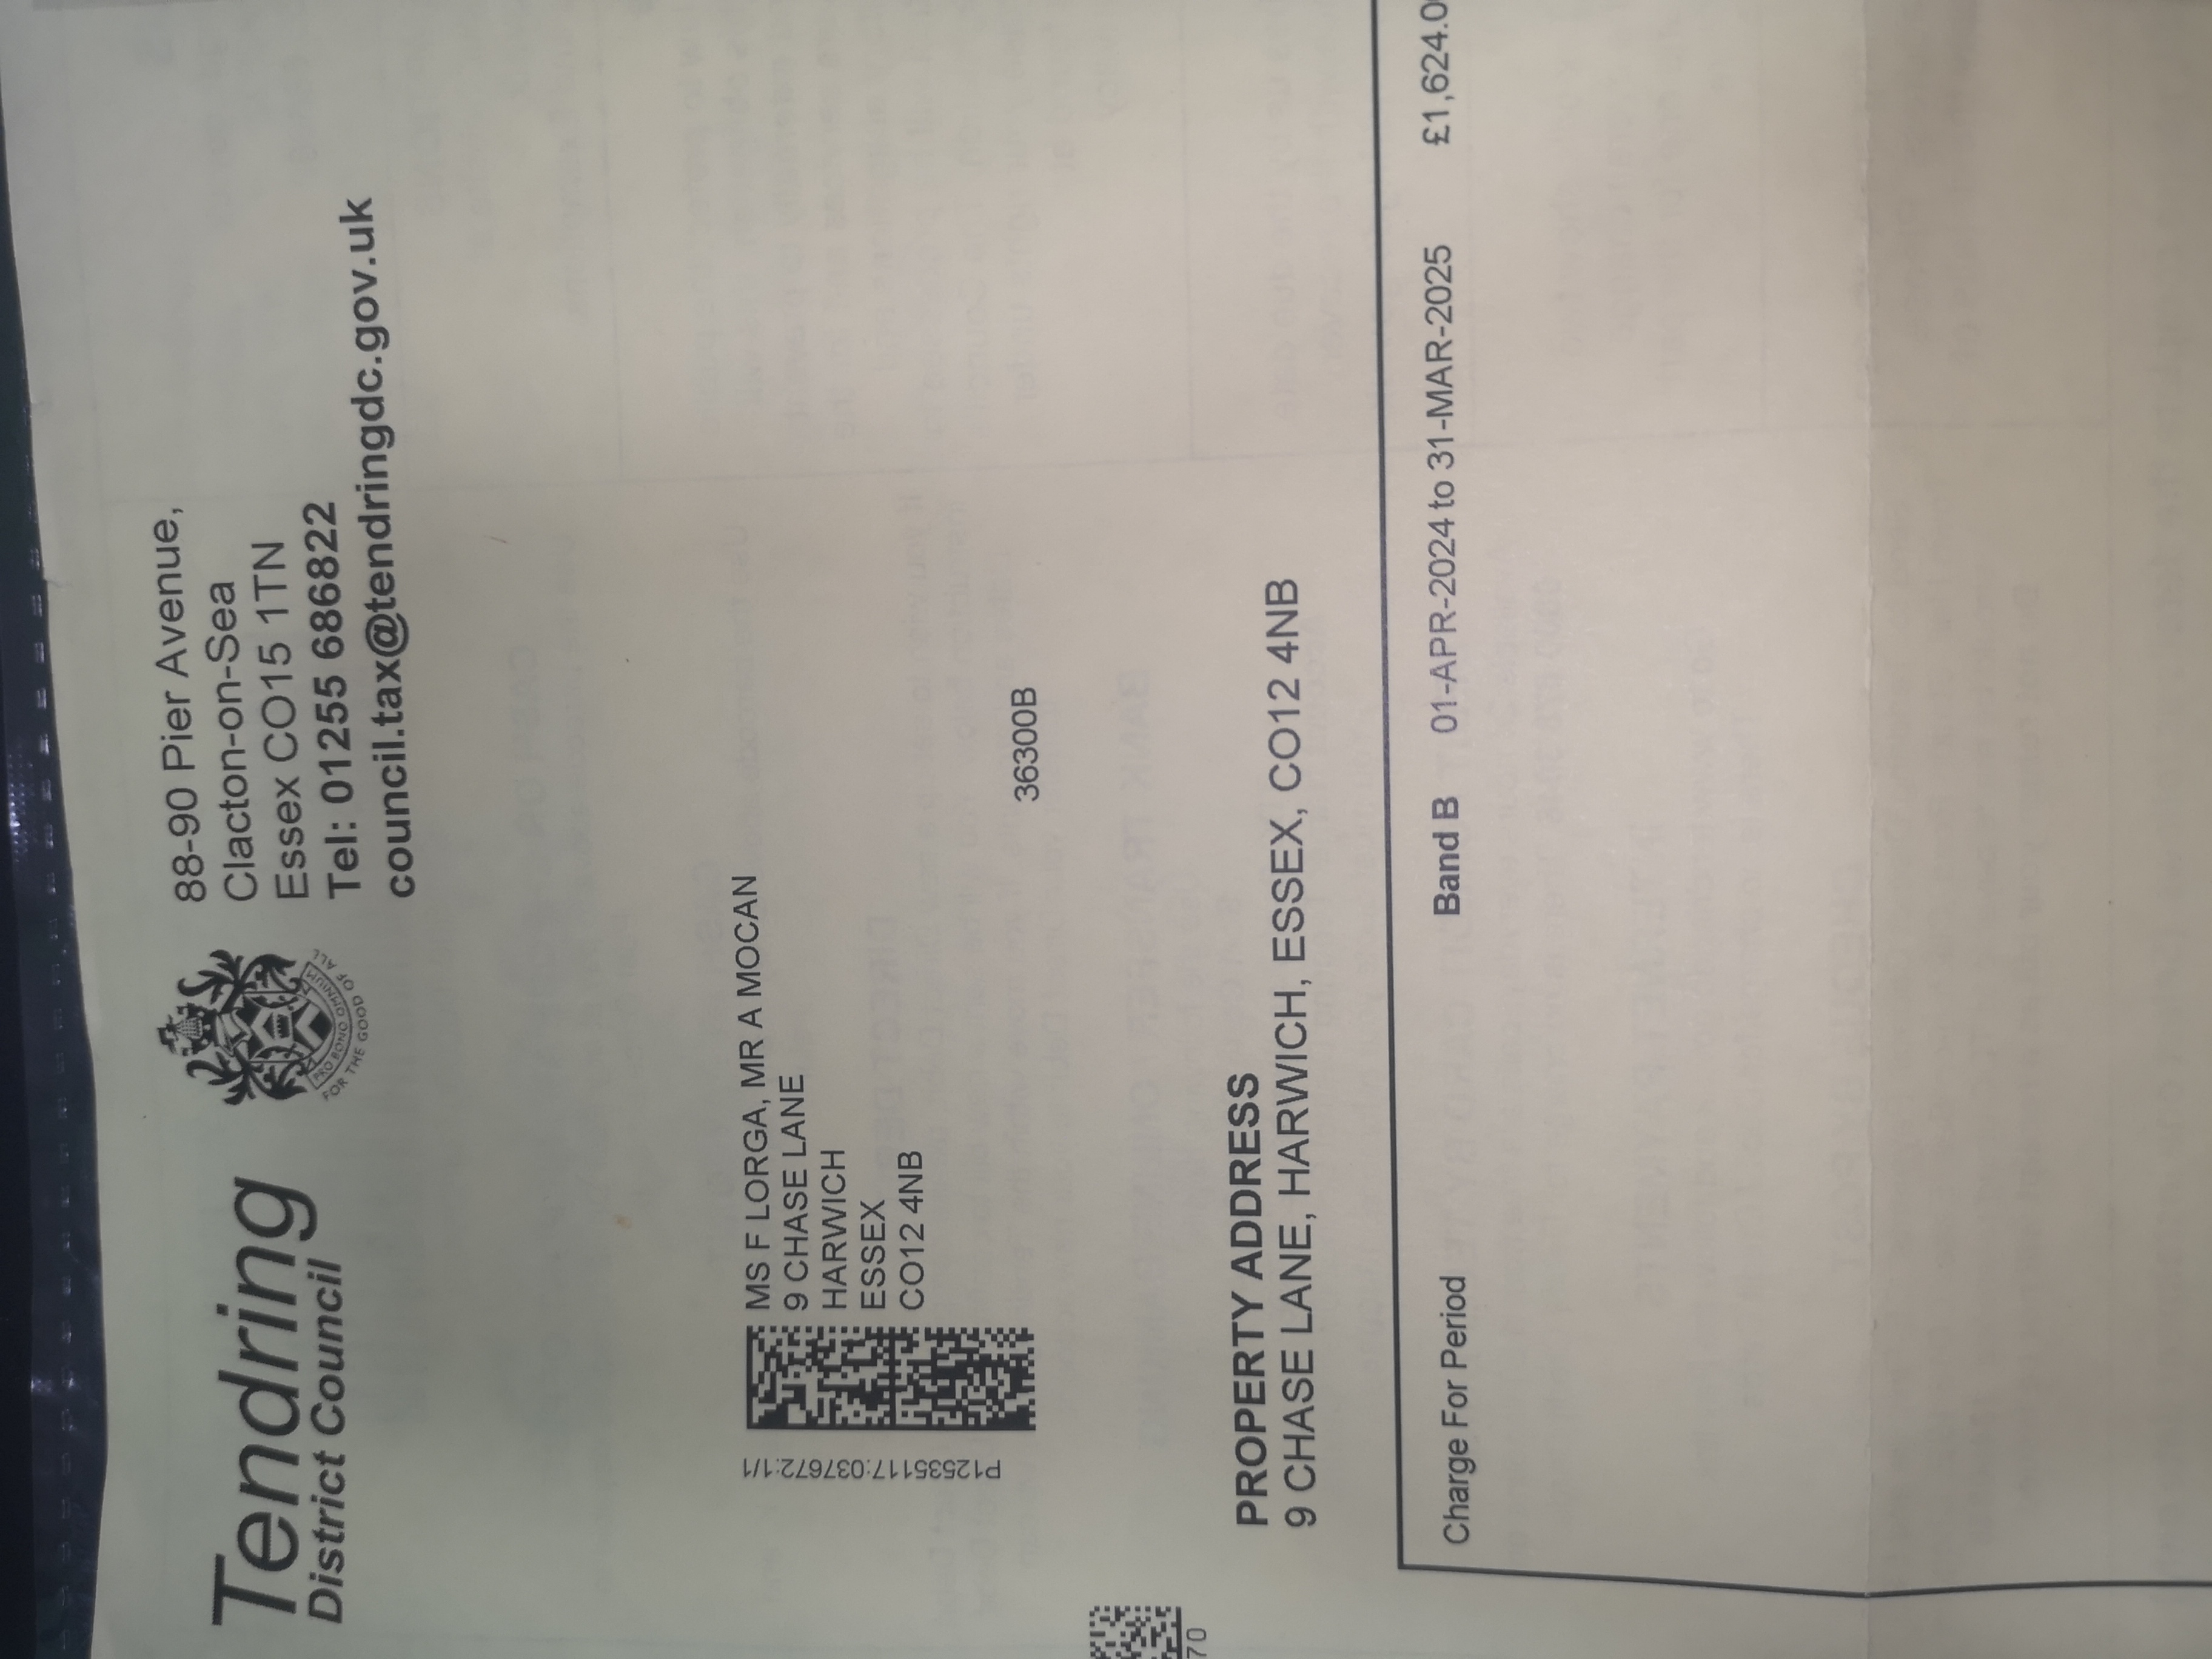 Tendring
District Council
PRO BONO OMNIUM
FOR THE GOOD OF ALL
88-90 Pier Avenue,
Clacton-on-Sea
Essex CO15 1TN
Tel: 01255 686822
council.tax@tendringdc.gov.uk
P12535117:037672:1/1
MS F LORGA, MR A MOCAN
9 CHASE LANE
HARWICH
ESSEX
CO12 4NB
36300B
70
PROPERTY ADDRESS
9 CHASE LANE, HARWICH, ESSEX, CO12 4NB
Charge For Period Band B 01-APR-2024 to 31-MAR-2025 £1,624.0